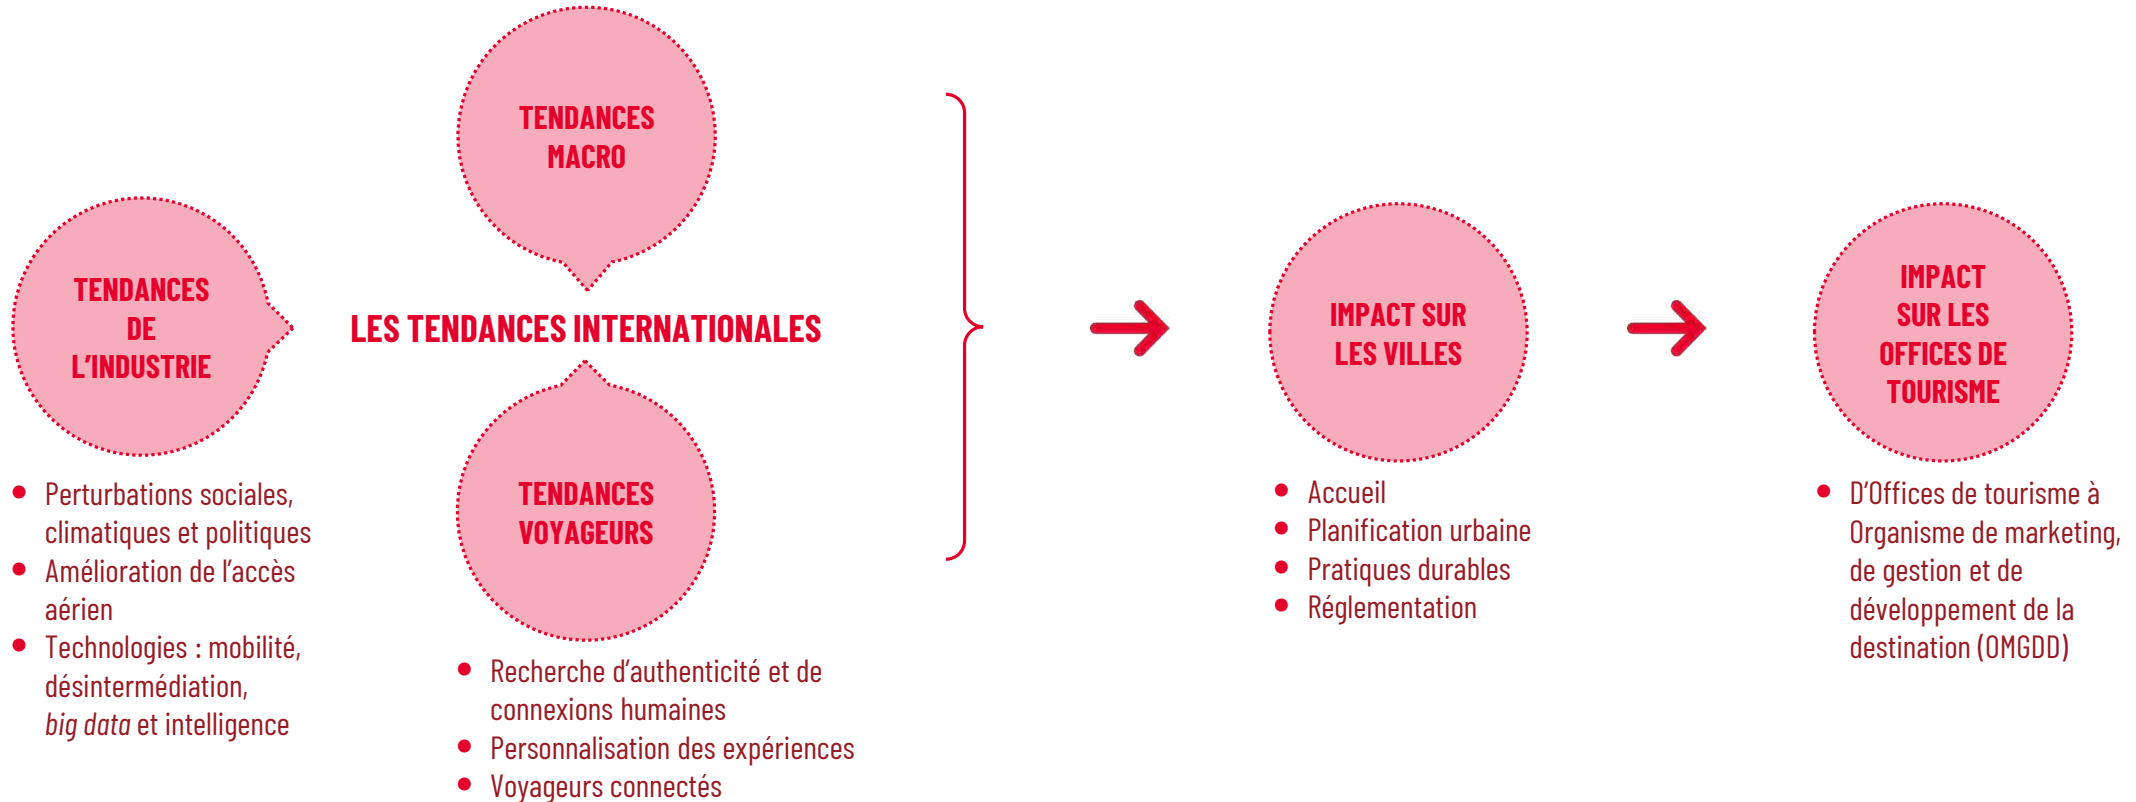 TENDANCES
MACRO
TENDANCES
DE
L’INDUSTRIE
LES TENDANCES INTERNATIONALES
TENDANCES
VOYAGEURS
• Perturbations sociales,
climatiques et politiques
• Amélioration de l’accès
aérien
• Technologies : mobilité,
désintermédiation,
big data et intelligence
• Recherche d’authenticité et de
connexions humaines
• Personnalisation des expériences
• Voyageurs connectés
IMPACT SUR
LES VILLES
• Accueil
• Planification urbaine
• Pratiques durables
• Réglementation
IMPACT
SUR LES
OFFICES DE
TOURISME
• D’Offices de tourisme à
Organisme de marketing,
de gestion et de
développement de la
destination (OMGDD)